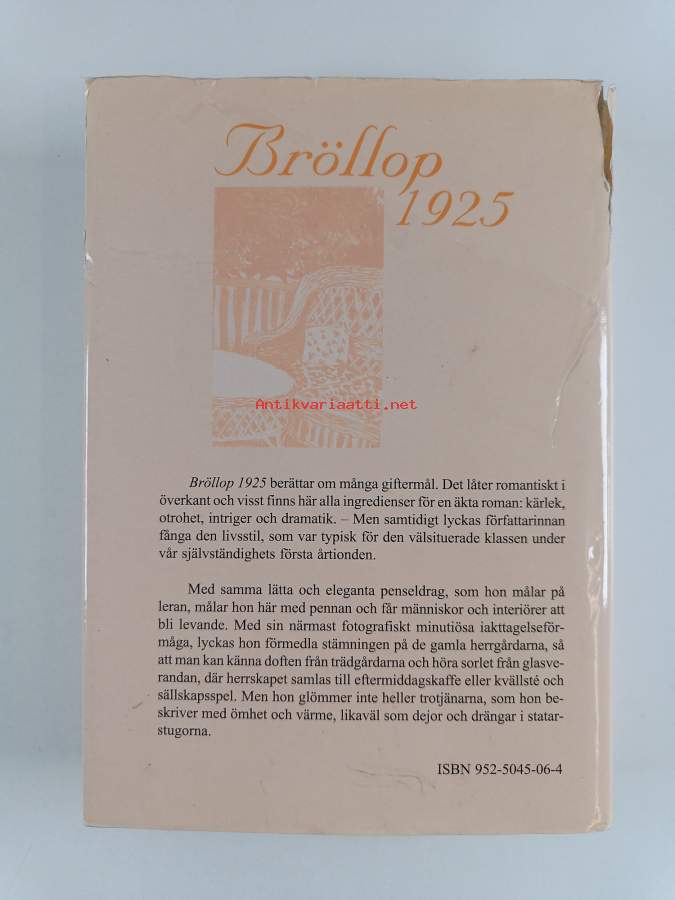 Bröllop
1925
Antikvariaatti.net
Bröllop 1925 berättar om många giftermål. Det låter romantiskt i
överkant och visst finns här alla ingredienser för en äkta roman: kärlek,
otrohet, intriger och dramatik. – Men samtidigt lyckas författarinnan
fånga den livsstil, som var typisk för den välsituerade klassen under
vår självständighets första årtionden.
Med samma lätta och eleganta penseldrag, som hon målar på
leran, målar hon här med pennan och får människor och interiörer att
bli levande. Med sin närmast fotografiskt minutiösa iakttagelseför-
måga, lyckas hon förmedla stämningen på de gamla herrgårdarna, så
att man kan känna doften från trädgårdarna och höra sorlet från glasve-
randan, där herrskapet samlas till eftermiddagskaffe eller kvällsté och
sällskapsspel. Men hon glömmer inte heller trotjänarna, som hon be-
skriver med ömhet och värme, likaväl som dejor och drängar i statar-
stugorna.
ISBN 952-5045-06-4